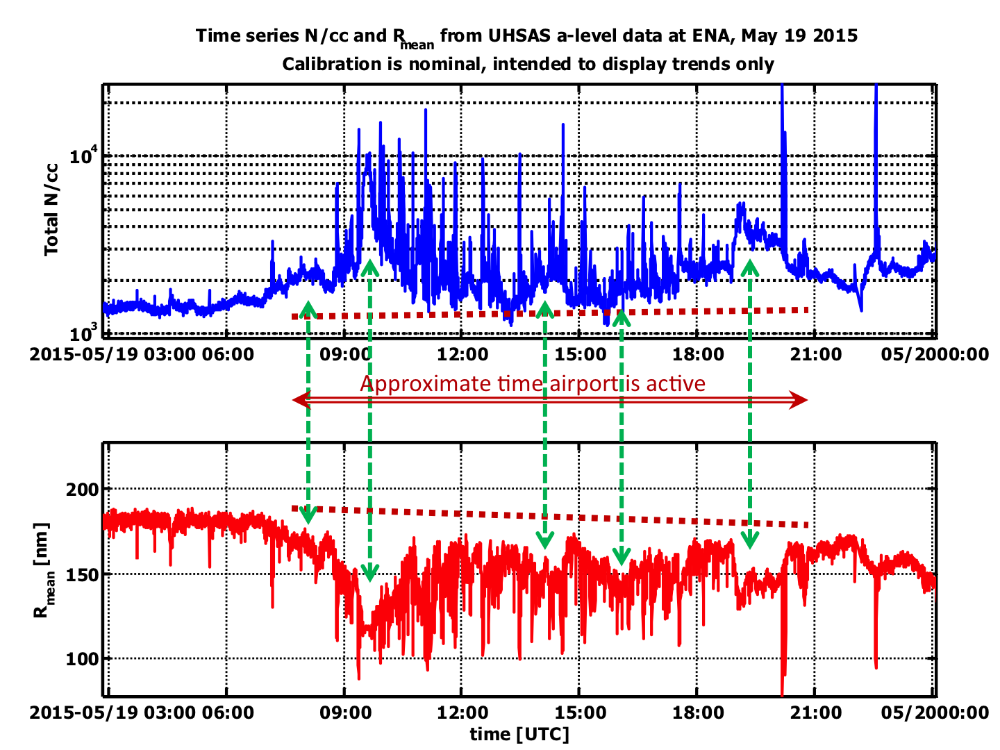 Time series N/cc and Rmean from UHSAS a-level data at ENA, May 19 2015
Calibration is nominal, intended to display trends only
Total N/cc
10^4
10^3
2015-05/19 03:00 06:00 09:00 12:00 15:00 18:00 21:00 05/2000:00
Approximate time airport is active
Rmean [nm]
200
150
100
2015-05/19 03:00 06:00 09:00 12:00 15:00 18:00 21:00 05/2000:00
time [UTC]